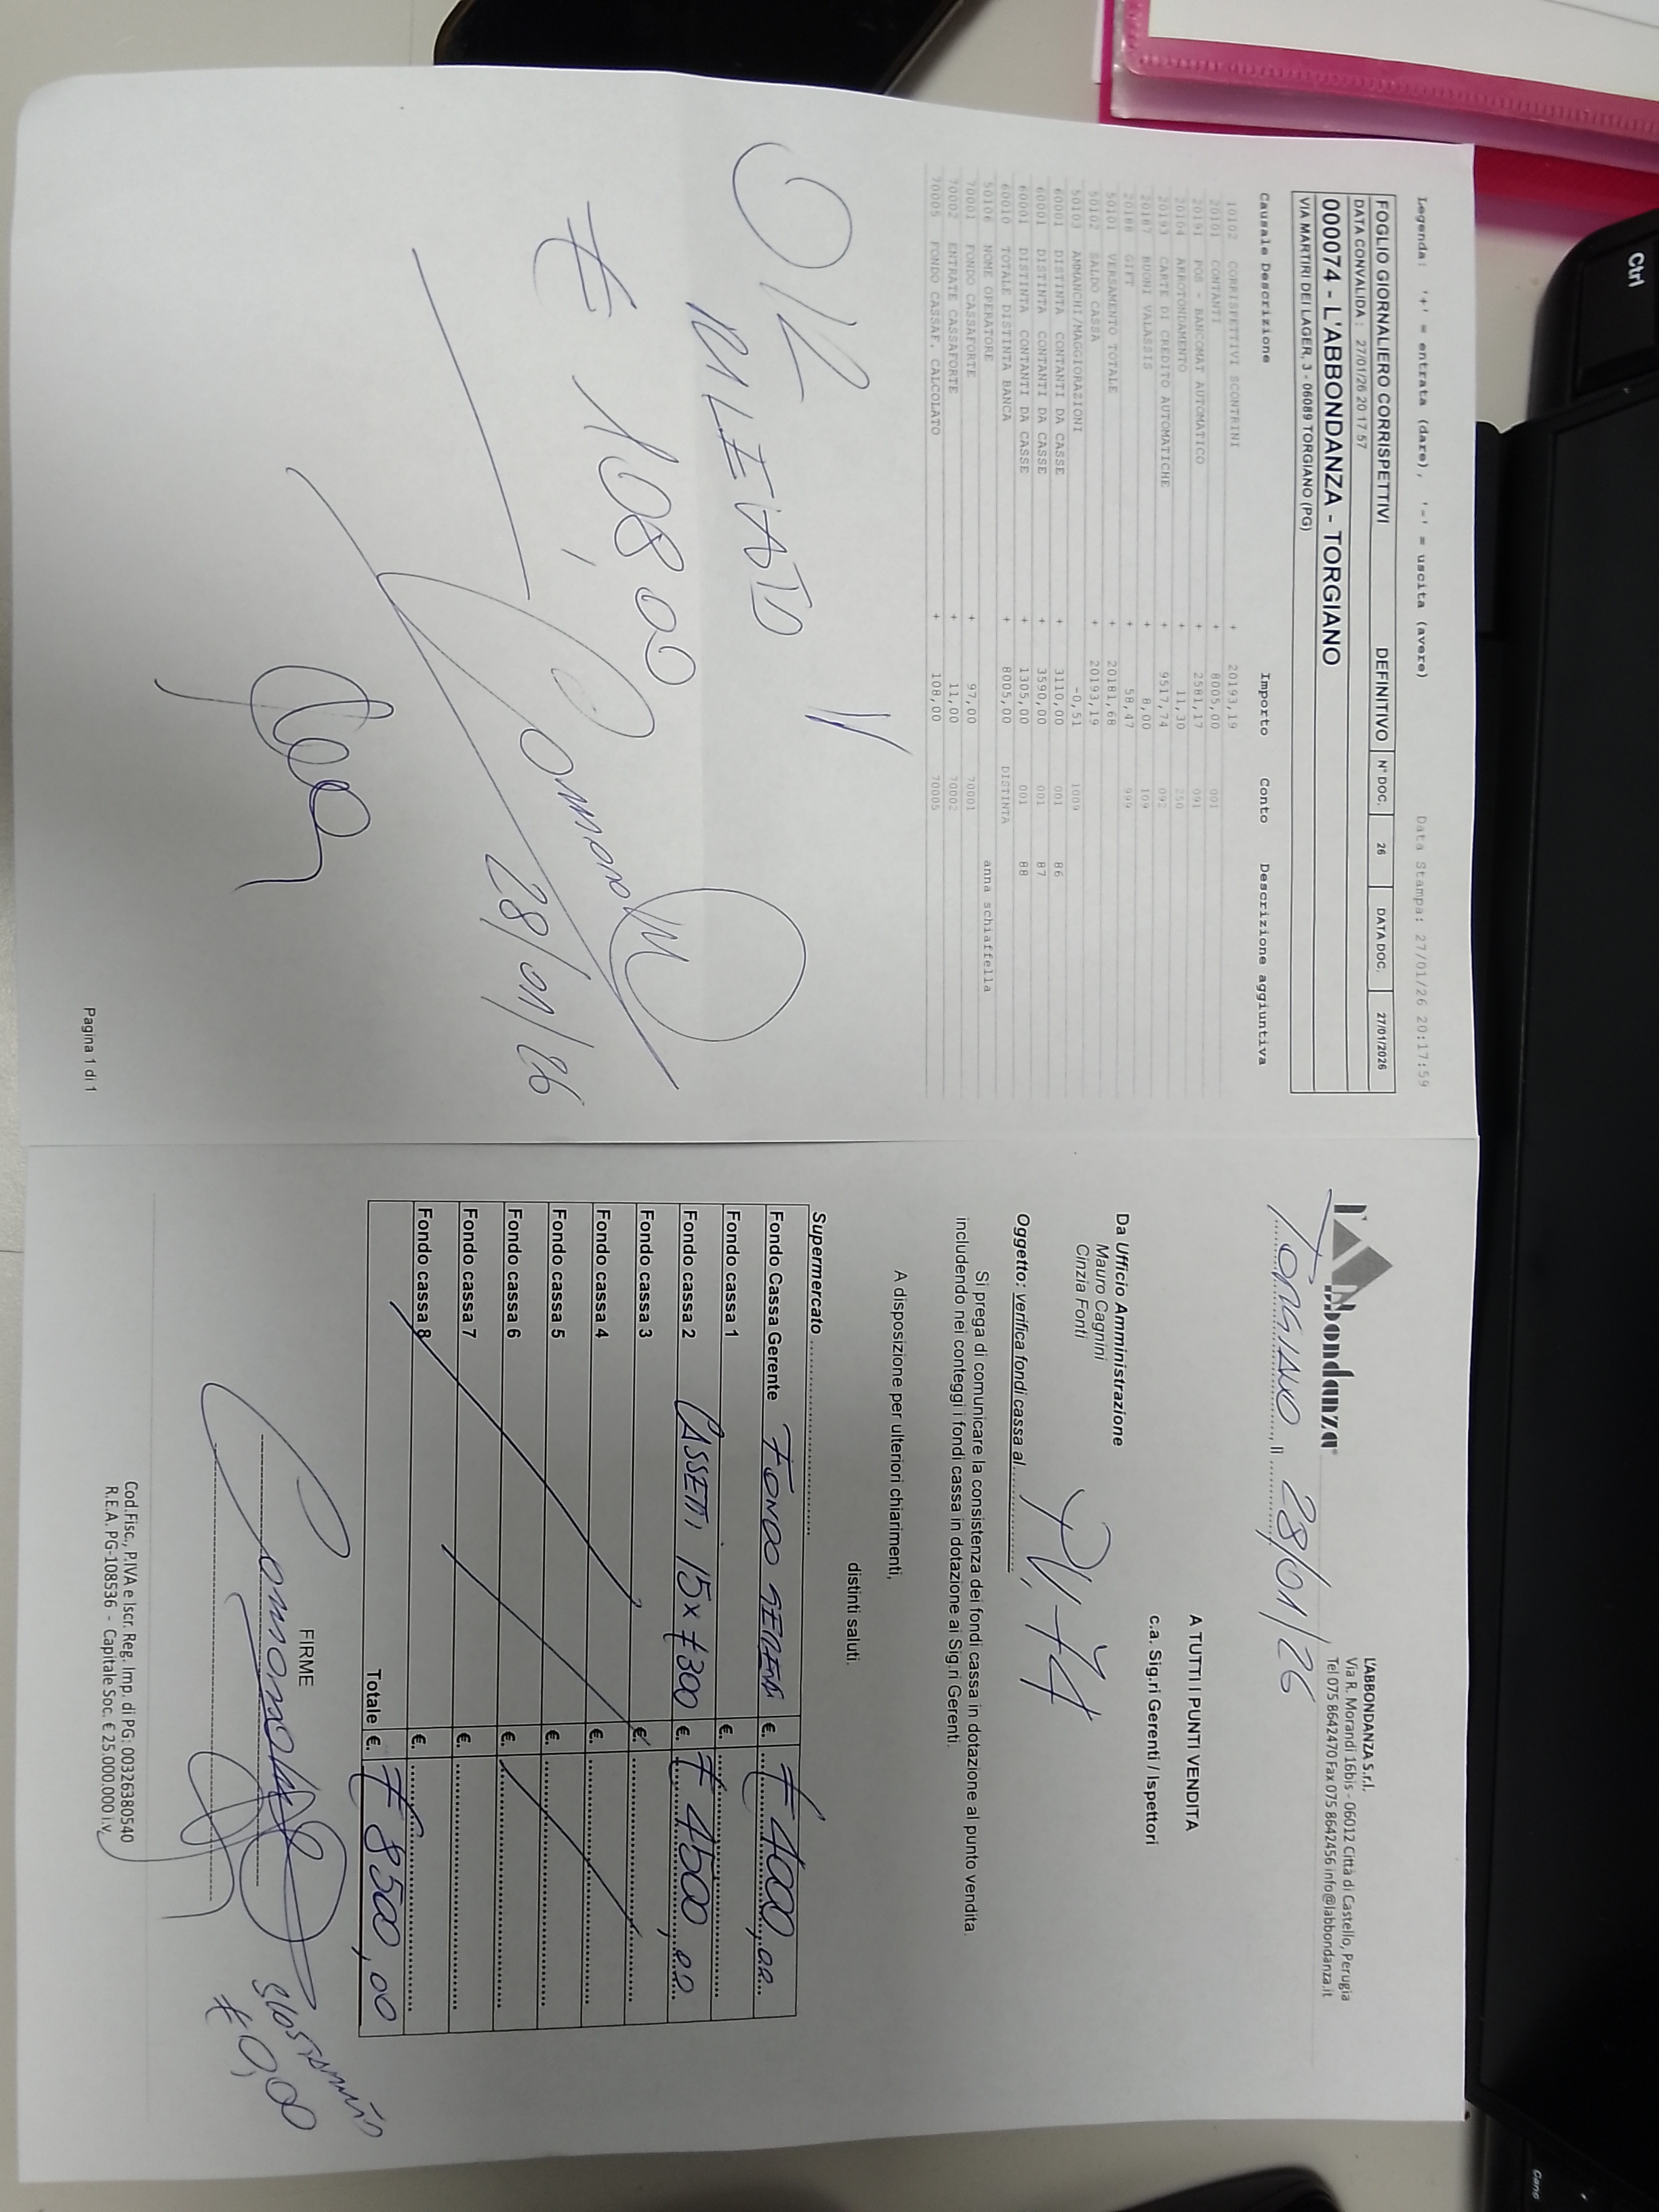 Legenda: '+' = entrata (dare), '-' = uscita (avere) Data Stampa: 27/01/26 20:17:59
FOGLIO GIORNALIERO CORRISPETTIVI DEFINITIVO N° DOC. 26 DATA DOC. 27/01/2026
DATA CONVALIDA : 27/01/26 20 17 57
000074 - L'ABBONDANZA - TORGIANO
VIA MARTIRI DEI LAGER, 3 - 06089 TORGIANO (PG)
Causale Descrizione Importo Conto Descrizione aggiuntiva
10102 CORRISPETTIVI SCONTRINI + 20193,19
20101 CONTANTI + 8005,00 001
20191 POS - BANCOMAT AUTOMATICO + 2581,17 091
20104 ARROTONDAMENTO + 11,30 250
20193 CARTE DI CREDITO AUTOMATICHE + 9517,74 092
20187 BUONI VALASSIS + 8,00 109
20188 GIFT + 58,47 999
50101 VERSAMENTO TOTALE + 20181,68
50102 SALDO CASSA + 20193,19
50103 AMMANCHI/MAGGIORAZIONI -0,51 1009
60001 DISTINTA CONTANTI DA CASSE + 3110,00 001 86
60001 DISTINTA CONTANTI DA CASSE + 3590,00 001 87
60001 DISTINTA CONTANTI DA CASSE + 1305,00 001 88
60010 TOTALE DISTINTA BANCA + 8005,00 DISTINTA
50106 NOME OPERATORE anna schiaffella
70001 FONDO CASSAFORTE + 97,00 70001
70002 ENTRATE CASSAFORTE + 11,00 70002
70005 FONDO CASSAF. CALCOLATO + 108,00 70005
OK
RILEVATO
€ 108,00
28/01/26
Pagina 1 di 1
l'Abbondanza®
L'ABBONDANZA S.r.l.
Via R. Morandi 16bis - 06012 Città di Castello, Perugia
Tel 075 8642470 Fax 075 8642456 info@labbondanza.it
TORGIANO, li 28/01/26
A TUTTI I PUNTI VENDITA
c.a. Sig.ri Gerenti / Ispettori
Da Ufficio Amministrazione
Mauro Cagnini
Cinzia Fonti
PV. 74
Oggetto: verifica fondi cassa al
Si prega di comunicare la consistenza dei fondi cassa in dotazione al punto vendita
includendo nei conteggi i fondi cassa in dotazione ai Sig.ri Gerenti.
A disposizione per ulteriori chiarimenti,
distinti saluti.
Supermercato
Fondo Cassa Gerente FONDO GERENTE €. € 4000,00
Fondo cassa 1 €.
Fondo cassa 2 CASSETTI 15 x €300 €. € 4500,00
Fondo cassa 3 €.
Fondo cassa 4 €.
Fondo cassa 5 €.
Fondo cassa 6 €.
Fondo cassa 7 €.
Fondo cassa 8 €.
Totale €. € 8500,00
FIRME
SCOSTAMENTO
€ 0,00
Cod.Fisc., P.IVA e Iscr. Reg. Imp. di PG: 00326380540
R.E.A. PG-108536 - Capitale Soc. € 25.000.000 i.v.
Ctrl